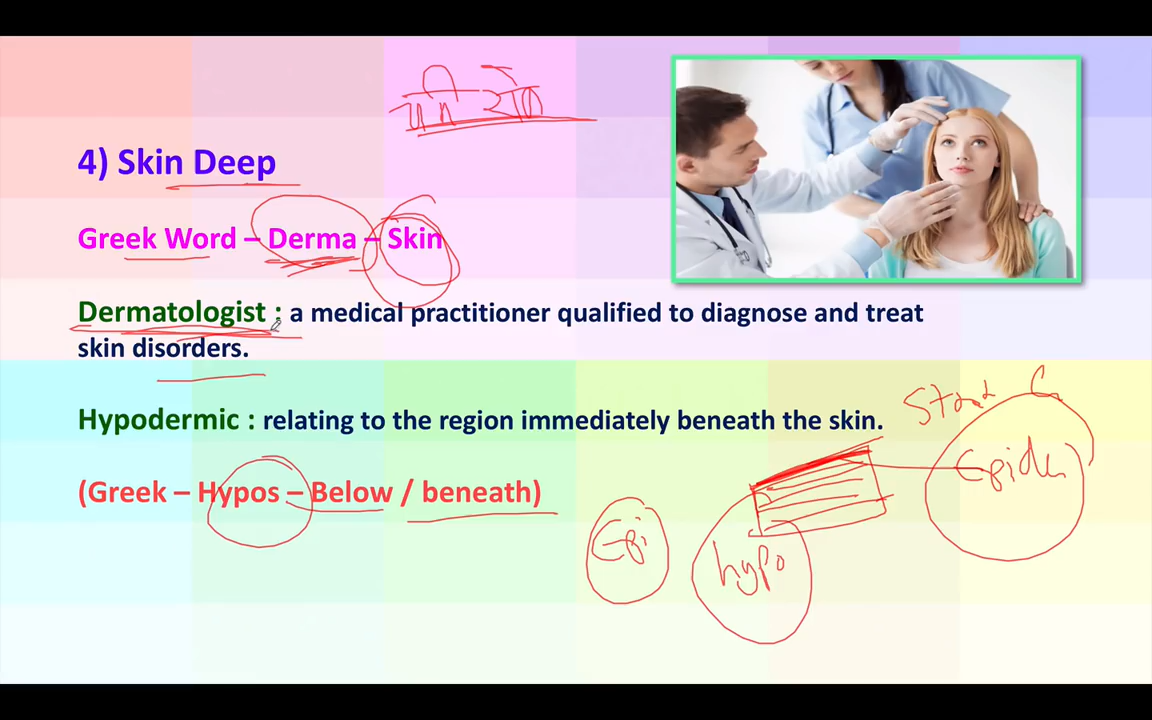 4) Skin Deep
Greek Word – Derma – Skin
Dermatologist : a medical practitioner qualified to diagnose and treat
skin disorders.
Hypodermic : relating to the region immediately beneath the skin.
(Greek – Hypos – Below / beneath)
Epi
hypo